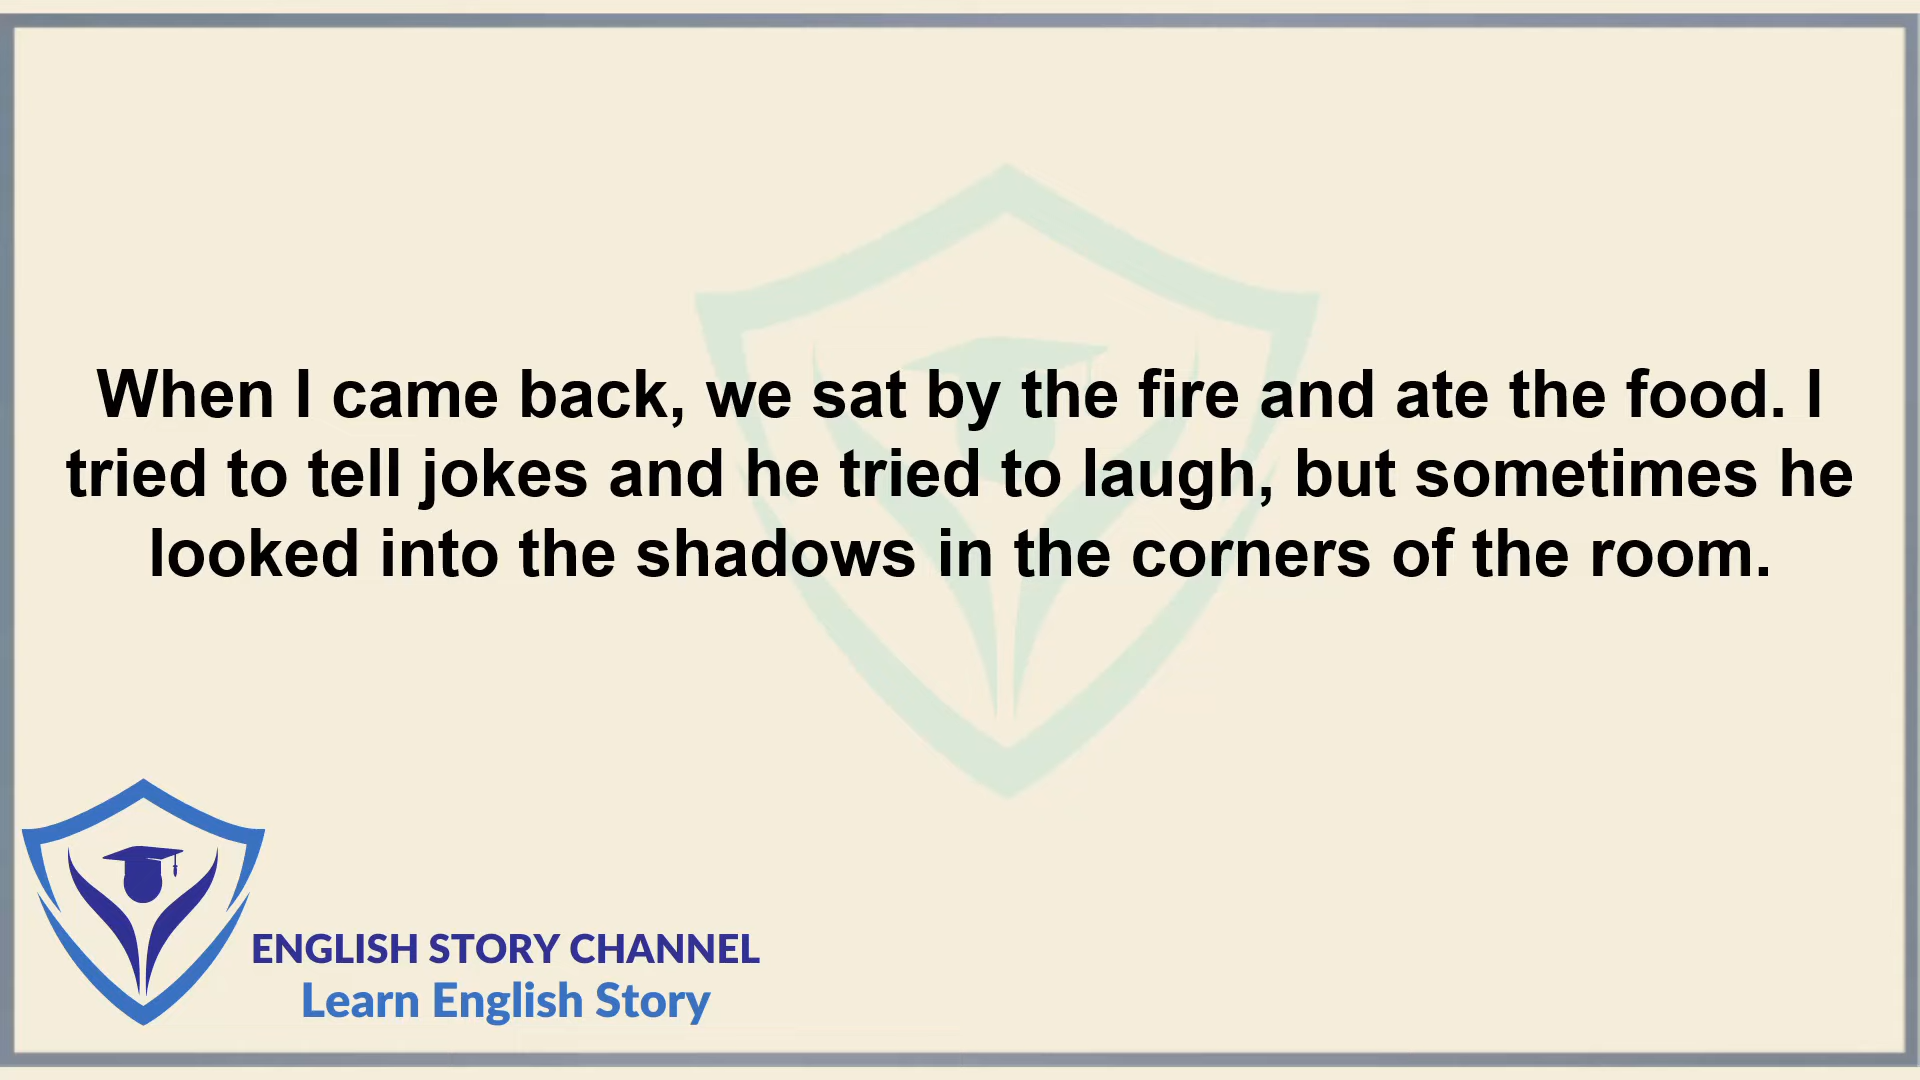 When I came back, we sat by the fire and ate the food. I
tried to tell jokes and he tried to laugh, but sometimes he
looked into the shadows in the corners of the room.
ENGLISH STORY CHANNEL
Learn English Story